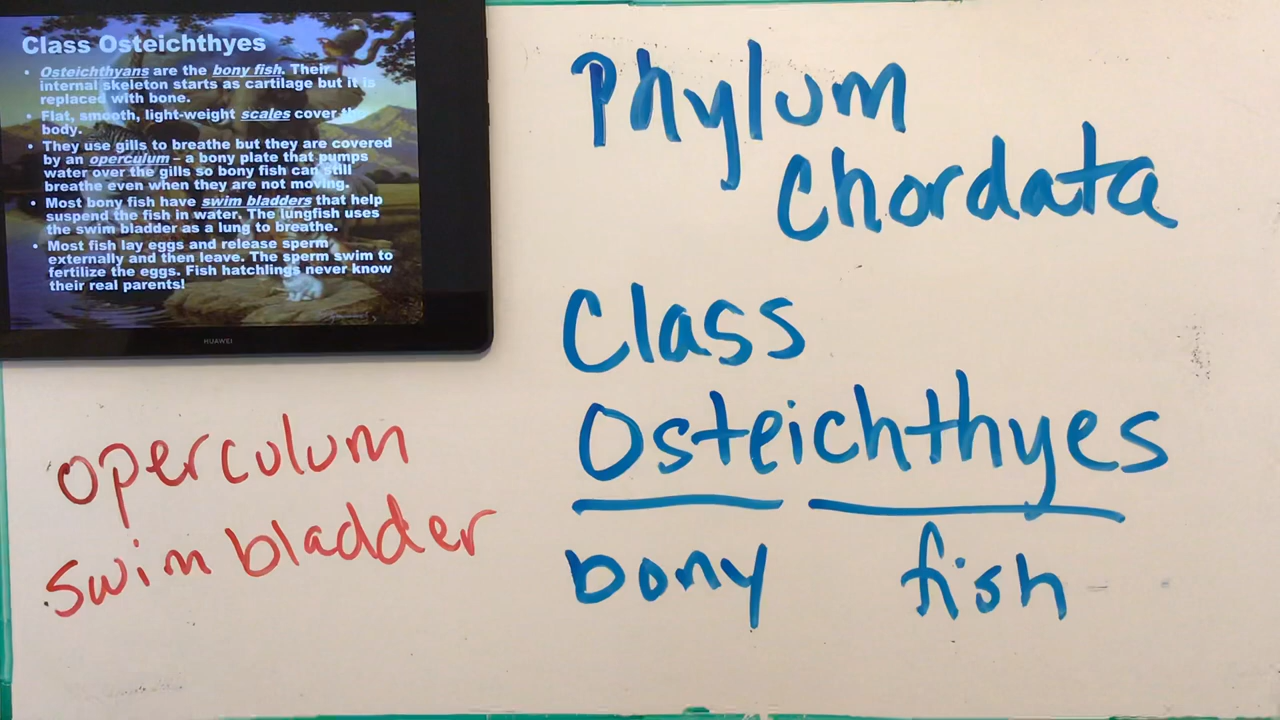 Class Osteichthyes
• Osteichthyans are the bony fish. Their
internal skeleton starts as cartilage but it is
replaced with bone.
• Flat, smooth, light-weight scales cover the
body.
• They use gills to breathe but they are covered
by an operculum – a bony plate that pumps
water over the gills so bony fish can still
breathe even when they are not moving.
• Most bony fish have swim bladders that help
suspend the fish in water. The lungfish uses
the swim bladder as a lung to breathe.
• Most fish lay eggs and release sperm
externally and then leave. The sperm swim to
fertilize the eggs. Fish hatchlings never know
their real parents!
HUAWEI
Phylum
Chordata
Class
Osteichthyes
bony fish
operculum
swim bladder